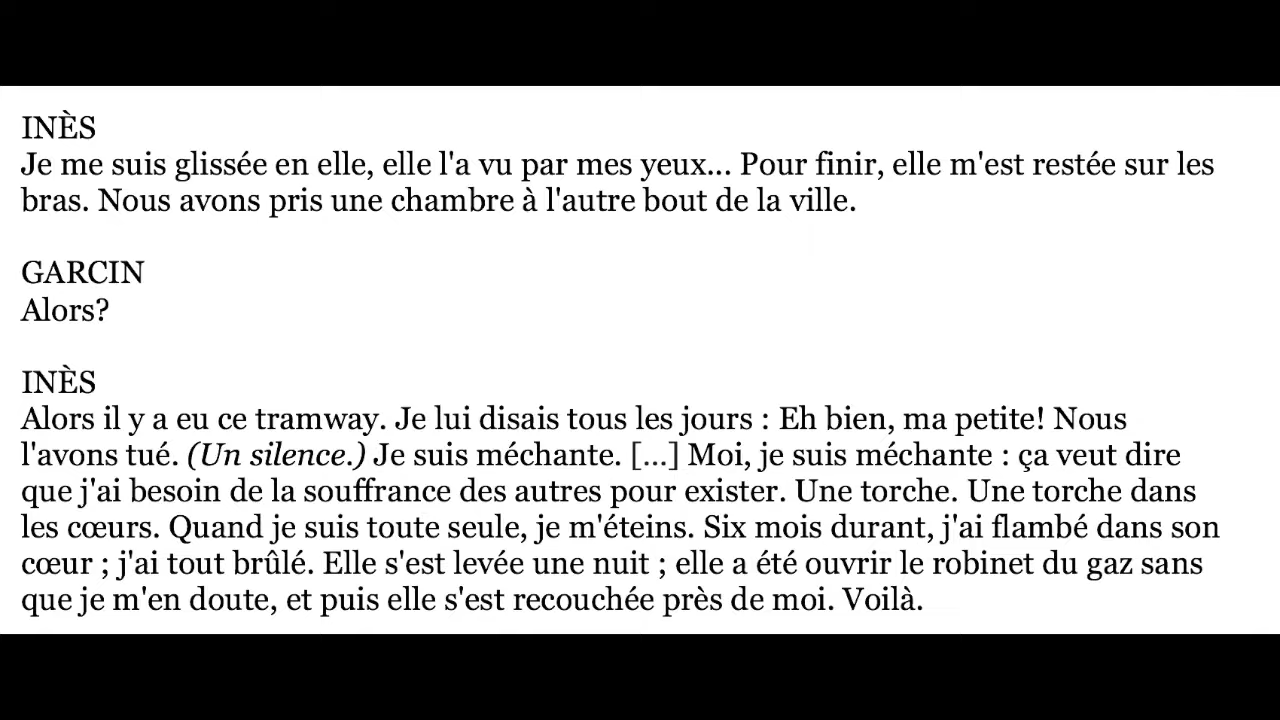 INÈS
Je me suis glissée en elle, elle l'a vu par mes yeux... Pour finir, elle m'est restée sur les
bras. Nous avons pris une chambre à l'autre bout de la ville.
GARCIN
Alors?
INÈS
Alors il y a eu ce tramway. Je lui disais tous les jours : Eh bien, ma petite! Nous
l'avons tué. (Un silence.) Je suis méchante. [...] Moi, je suis méchante : ça veut dire
que j'ai besoin de la souffrance des autres pour exister. Une torche. Une torche dans
les cœurs. Quand je suis toute seule, je m'éteins. Six mois durant, j'ai flambé dans son
cœur ; j'ai tout brûlé. Elle s'est levée une nuit ; elle a été ouvrir le robinet du gaz sans
que je m'en doute, et puis elle s'est recouchée près de moi. Voilà.